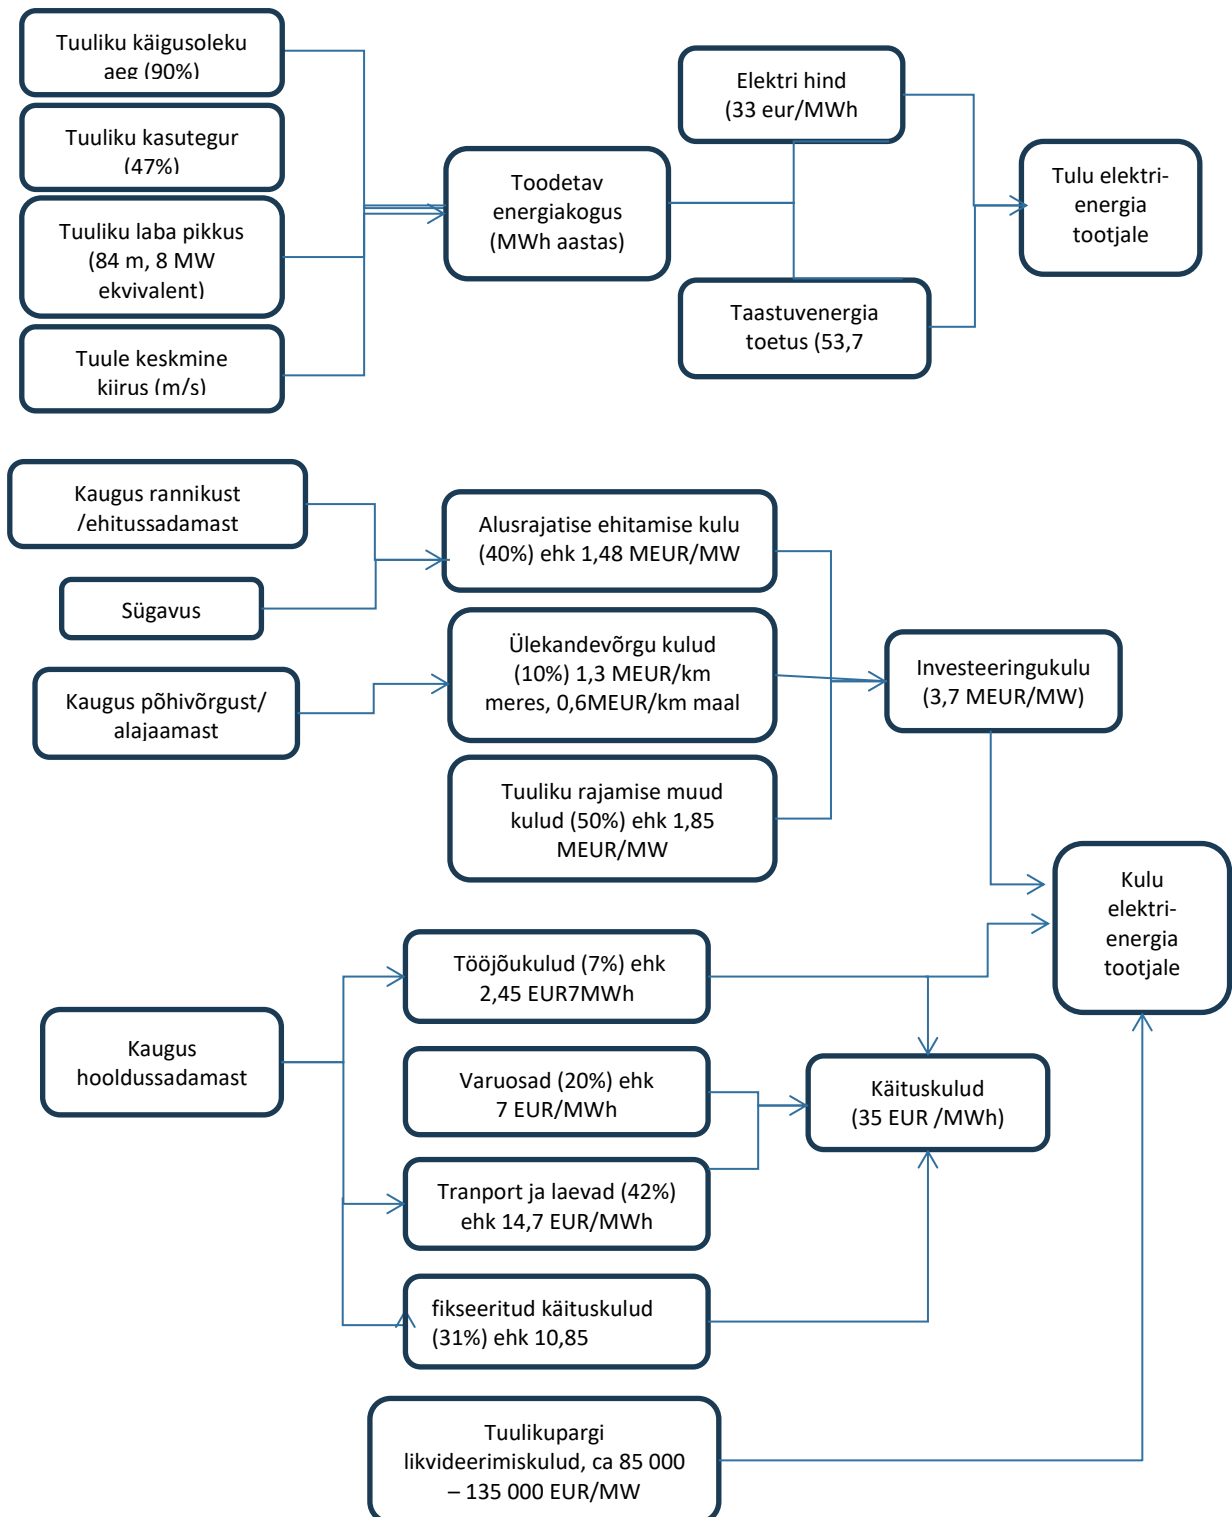 Tuuliku käigusoleku
aeg (90%)
Tuuliku kasutegur
(47%)
Tuuliku laba pikkus
(84 m, 8 MW
ekvivalent)
Tuule keskmine
kiirus (m/s)
Toodetav
energiakogus
(MWh aastas)
Elektri hind
(33 eur/MWh
Taastuvenergia
toetus (53,7
Tulu elektri-
energia
tootjale
Kaugus rannikust
/ehitussadamast
Sügavus
Kaugus põhivõrgust/
alajaamast
Alusrajatise ehitamise kulu
(40%) ehk 1,48 MEUR/MW
Ülekandevõrgu kulud
(10%) 1,3 MEUR/km
meres, 0,6MEUR/km maal
Tuuliku rajamise muud
kulud (50%) ehk 1,85
MEUR/MW
Investeeringukulu
(3,7 MEUR/MW)
Kulu
elektri-
energia
tootjale
Kaugus
hooldussadamast
Tööjõukulud (7%) ehk
2,45 EUR7MWh
Varuosad (20%) ehk
7 EUR/MWh
Tranport ja laevad (42%)
ehk 14,7 EUR/MWh
fikseeritud käituskulud
(31%) ehk 10,85
Käituskulud
(35 EUR /MWh)
Tuulikupargi
likvideerimiskulud, ca 85 000
– 135 000 EUR/MW